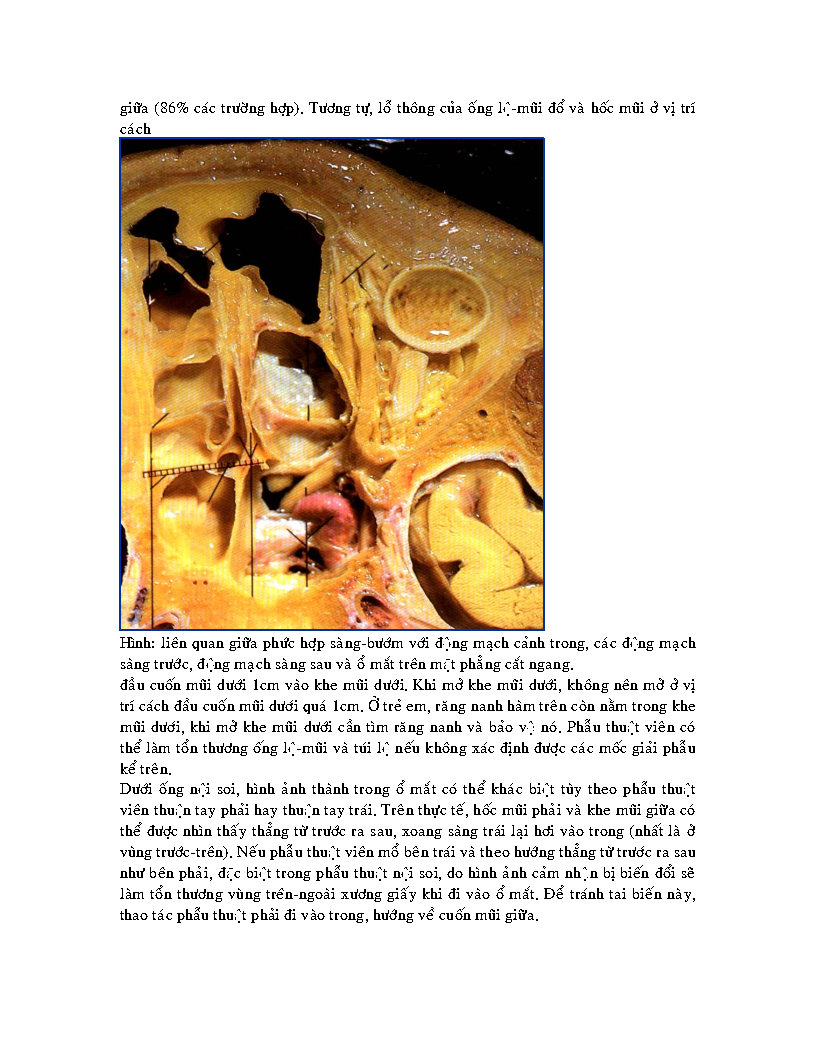 giữa (86% các trường hợp). Tương tự, lỗ thông của ống lệ-mũi đổ và hốc mũi ở vị trí
cách
Hình: liên quan giữa phức hợp sàng-bướm với động mạch cảnh trong, các động mạch
sàng trước, động mạch sàng sau và ổ mắt trên mặt phẳng cắt ngang.
đầu cuốn mũi dưới 1cm vào khe mũi dưới. Khi mở khe mũi dưới, không nên mở ở vị
trí cách đầu cuốn mũi dưới quá 1cm. Ở trẻ em, răng nanh hàm trên còn nằm trong khe
mũi dưới, khi mở khe mũi dưới cần tìm răng nanh và bảo vệ nó. Phẫu thuật viên có
thể làm tổn thương ống lệ-mũi và túi lệ nếu không xác định được các mốc giải phẫu
kể trên.
Dưới ống nội soi, hình ảnh thành trong ổ mắt có thể khác biệt tùy theo phẫu thuật
viên thuận tay phải hay thuận tay trái. Trên thực tế, hốc mũi phải và khe mũi giữa có
thể được nhìn thấy thẳng từ trước ra sau, xoang sàng trái lại hơi vào trong (nhất là ở
vùng trước-trên). Nếu phẫu thuật viên mổ bên trái và theo hướng thẳng từ trước ra sau
như bên phải, đặc biệt trong phẫu thuật nội soi, do hình ảnh cảm nhận bị biến đổi sẽ
làm tổn thương vùng trên-ngoài xương giấy khi đi vào ổ mắt. Để tránh tai biến này,
thao tác phẫu thuật phải đi vào trong, hướng về cuốn mũi giữa.